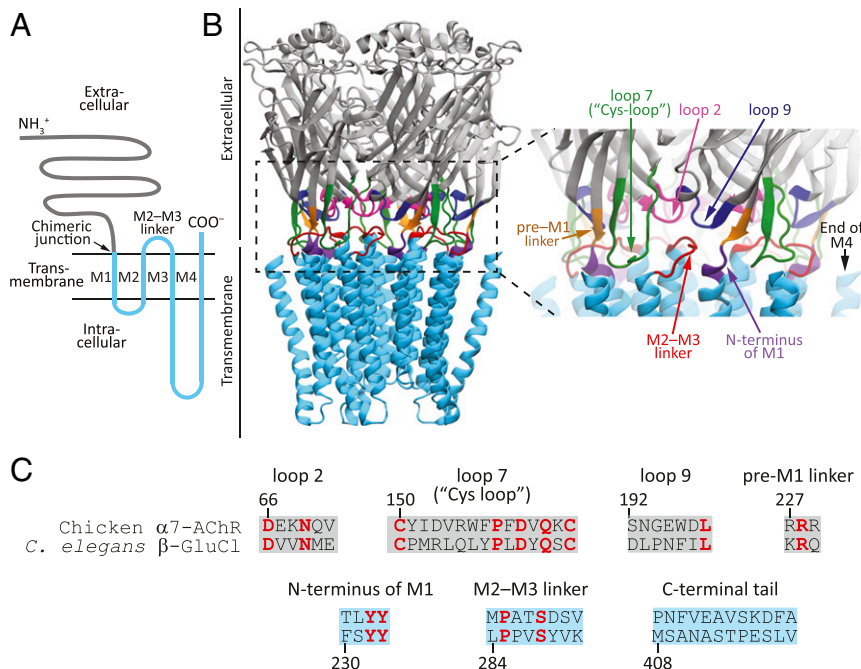 A
Extra-
cellular
NH3+
Chimeric
junction
M2–M3
linker
COO–
Trans-
membrane
M1
M2
M3
M4
Intra-
cellular
B
Extracellular
Transmembrane
loop 7
("Cys-loop")
loop 2
loop 9
pre–M1
linker
End of
M4
M2–M3
linker
N-terminus
of M1
C
loop 2
loop 7
("Cys loop")
loop 9
pre-M1 linker
66
150
192
227
Chicken α7-AChR DEKNQV CYIDVRWFPFDVQKC SNGEWDL RRR
C. elegans β-GluCl DVVNME CPMRLQLYPLDYQSC DLPNFIL KRQ
N-terminus of M1
M2–M3 linker
C-terminal tail
TLYY MPATSDSV PNFVEAVSKDFA
FSYY LPPVSYVK MSANASTPESLV
230
284
408